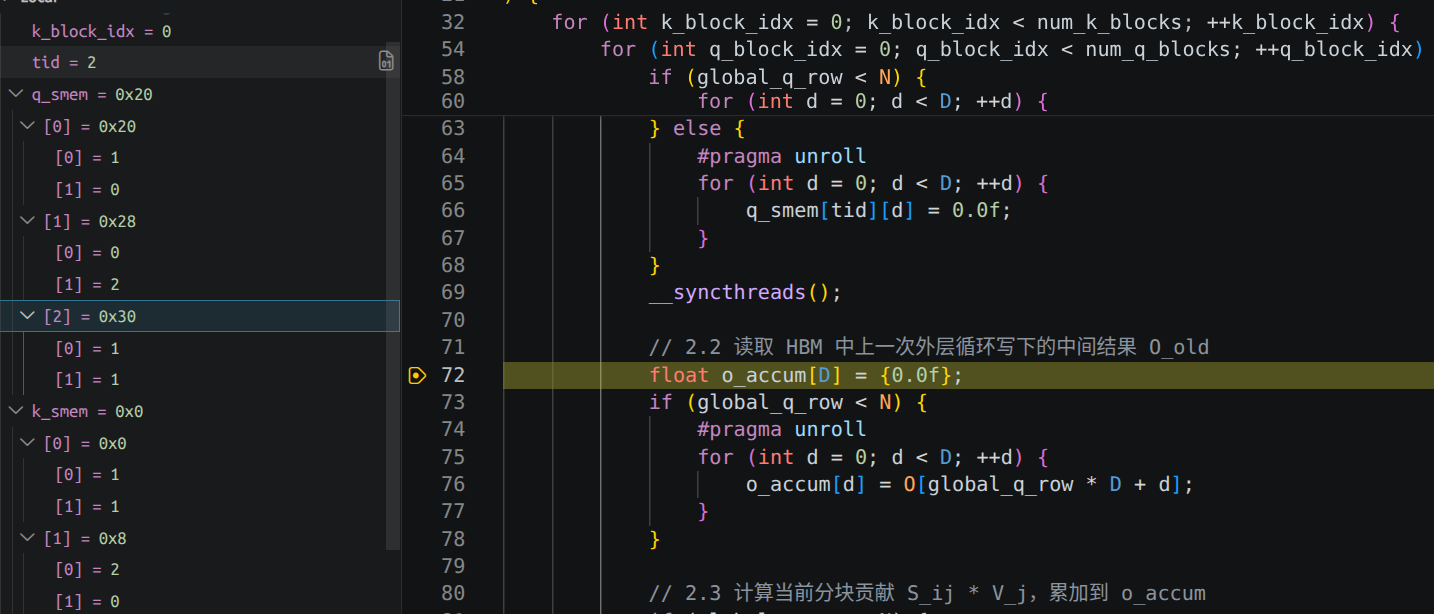 k_block_idx = 0
tid = 2
q_smem = 0x20
[0] = 0x20
[0] = 1
[1] = 0
[1] = 0x28
[0] = 0
[1] = 2
[2] = 0x30
[0] = 1
[1] = 1
k_smem = 0x0
[0] = 0x0
[0] = 1
[1] = 1
[1] = 0x8
[0] = 2
[1] = 0
32 for (int k_block_idx = 0; k_block_idx < num_k_blocks; ++k_block_idx) {
54 for (int q_block_idx = 0; q_block_idx < num_q_blocks; ++q_block_idx)
58 if (global_q_row < N) {
60 for (int d = 0; d < D; ++d) {
63 } else {
64 #pragma unroll
65 for (int d = 0; d < D; ++d) {
66 q_smem[tid][d] = 0.0f;
67 }
68 }
69 __syncthreads();
70
71 // 2.2 读取 HBM 中上一次外层循环写下的中间结果 O_old
72 float o_accum[D] = {0.0f};
73 if (global_q_row < N) {
74 #pragma unroll
75 for (int d = 0; d < D; ++d) {
76 o_accum[d] = O[global_q_row * D + d];
77 }
78 }
79
80 // 2.3 计算当前分块贡献 S_ij * V_j，累加到 o_accum